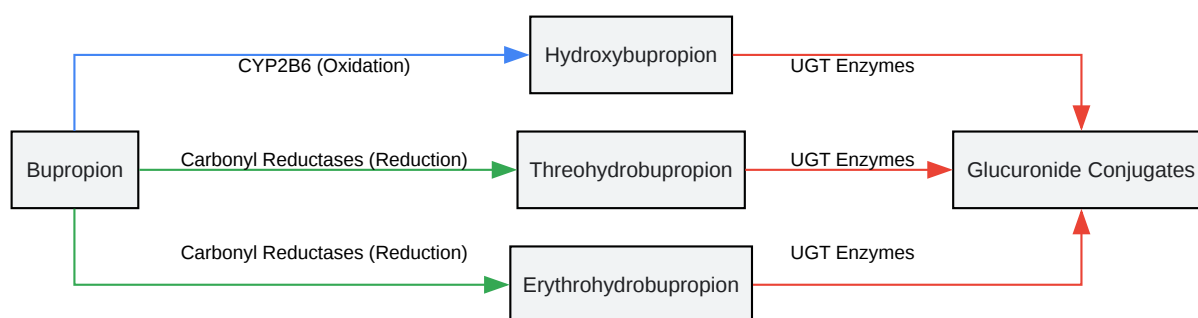 Hydroxybupropion
CYP2B6 (Oxidation)
UGT Enzymes
Bupropion
Carbonyl Reductases (Reduction)
Threohydrobupropion
UGT Enzymes
Glucuronide Conjugates
Carbonyl Reductases (Reduction)
UGT Enzymes
Erythrohydrobupropion